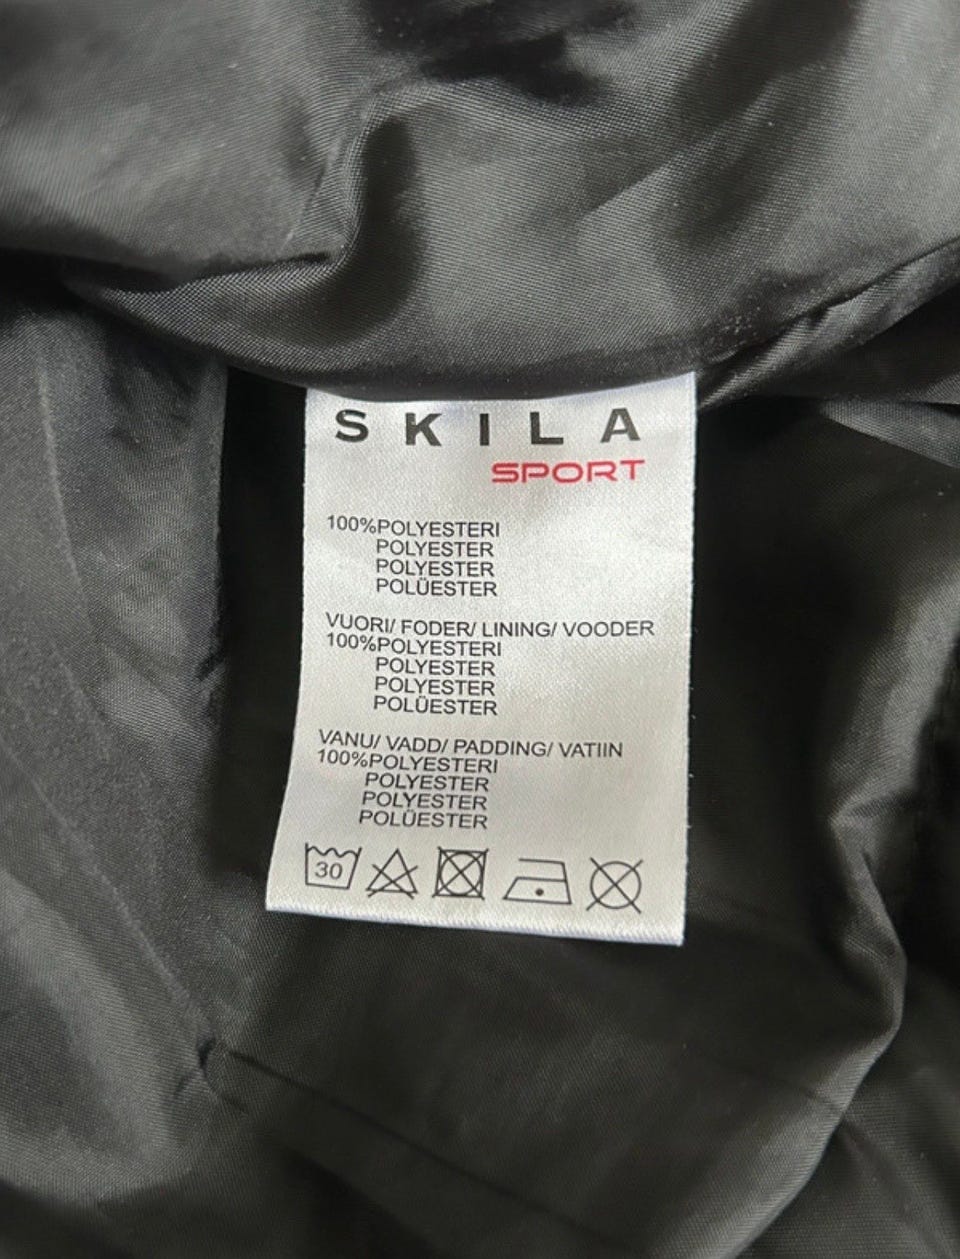 SKILA
SPORT
100%POLYESTERI
POLYESTER
POLYESTER
POLÜESTER
VUORI/ FODER/ LINING/ VOODER
100%POLYESTERI
POLYESTER
POLYESTER
POLÜESTER
VANU/ VADD/ PADDING/ VATIIN
100%POLYESTERI
POLYESTER
POLYESTER
POLÜESTER
30